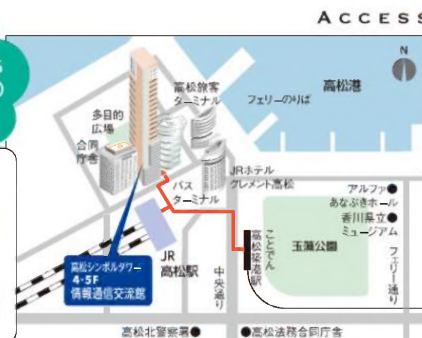 ACCESS
N
高松港
高松旅客
ターミナル
フェリーのりば
多目的
広場
合同
庁舎
JRホテル
クレメント高松
バス
ターミナル
アルファ●
あなぶきホール
香川県立●
ミュージアム
玉藻公園
ことでん
高松築港駅
JR
高松駅
中央通り
フェリー通り
高松シンボルタワー
4・5F
情報通信交流館
高松北警察署●
●高松法務合同庁舎